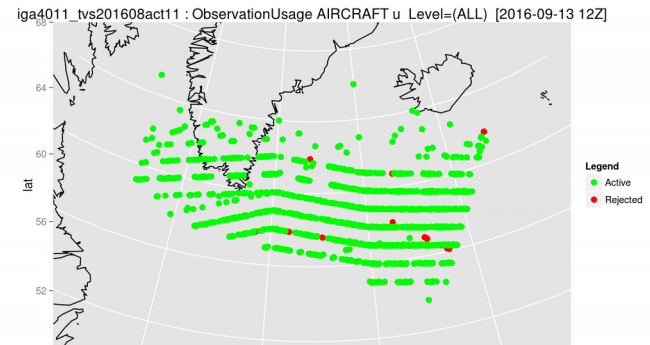 iga4011_tvs201608act11 : ObservationUsage AIRCRAFT u Level=(ALL) [2016-09-13 12Z]
68
64
60
56
52
lat
Legend
Active
Rejected